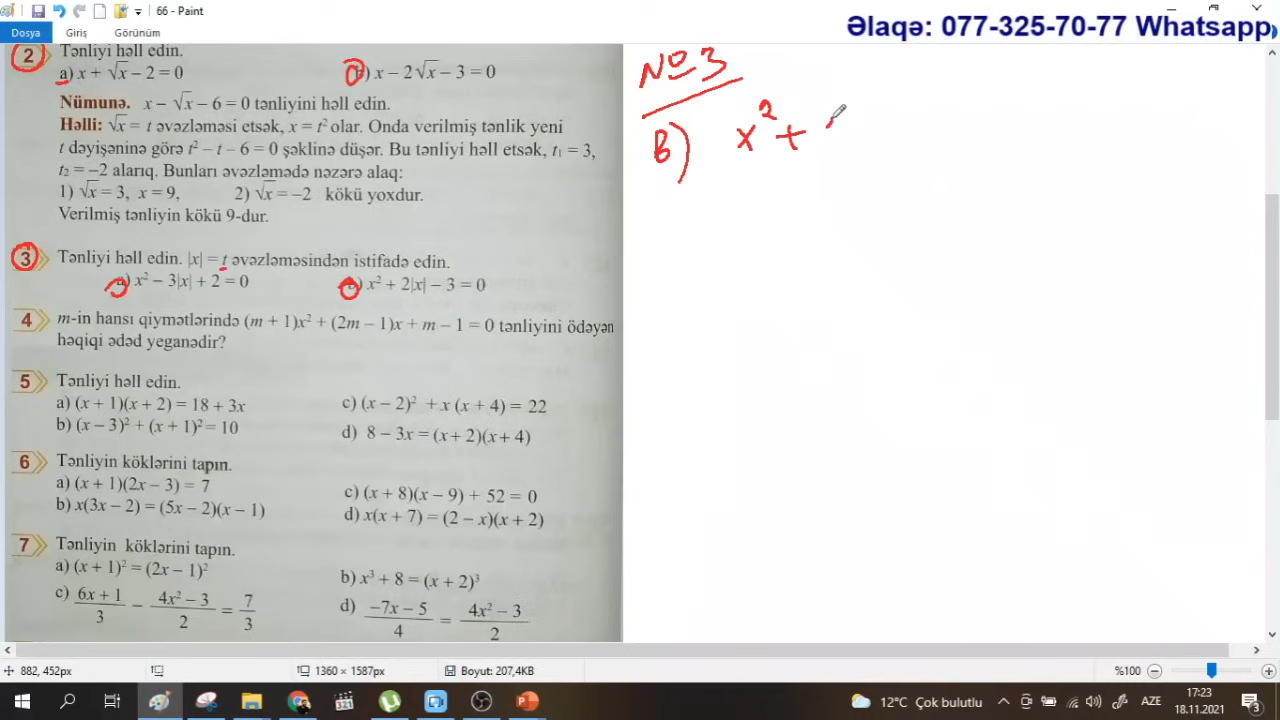 66 - Paint
Əlaqə: 077-325-70-77 Whatsapp
Dosya Giriş Görünüm
2 Tənliyi həll edin.
a) x + √x − 2 = 0 b) x − 2√x − 3 = 0
Nümunə. x − √x − 6 = 0 tənliyini həll edin.
Həlli: √x = t əvəzləməsi etsək, x = t² olar. Onda verilmiş tənlik yeni
t dəyişəninə görə t² − t − 6 = 0 şəklinə düşər. Bu tənliyi həll etsək, t₁ = 3,
t₂ = −2 alarıq. Bunları əvəzləmədə nəzərə alaq:
1) √x = 3, x = 9, 2) √x = −2 kökü yoxdur.
Verilmiş tənliyin kökü 9-dur.
3 Tənliyi həll edin. |x| = t əvəzləməsindən istifadə edin.
a) x² − 3|x| + 2 = 0 b) x² + 2|x| − 3 = 0
4 m-in hansı qiymətlərində (m + 1)x² + (2m − 1)x + m − 1 = 0 tənliyini ödəyən
həqiqi ədəd yeganədir?
5 Tənliyi həll edin.
a) (x + 1)(x + 2) = 18 + 3x c) (x − 2)² + x (x + 4) = 22
b) (x − 3)² + (x + 1)² = 10 d) 8 − 3x = (x + 2)(x + 4)
6 Tənliyin köklərini tapın.
a) (x + 1)(2x − 3) = 7 c) (x + 8)(x − 9) + 52 = 0
b) x(3x − 2) = (5x − 2)(x − 1) d) x(x + 7) = (2 − x)(x + 2)
7 Tənliyin köklərini tapın.
a) (x + 1)² = (2x − 1)² b) x³ + 8 = (x + 2)³
c) (6x + 1)/3 − (4x² − 3)/2 = 7/3 d) (−7x − 5)/4 = (4x² − 3)/2
№ 3
B) x² +
882, 452px 1360 × 1587px Boyut: 207,4KB %100
12°C Çok bulutlu AZE 17:23
18.11.2021 3